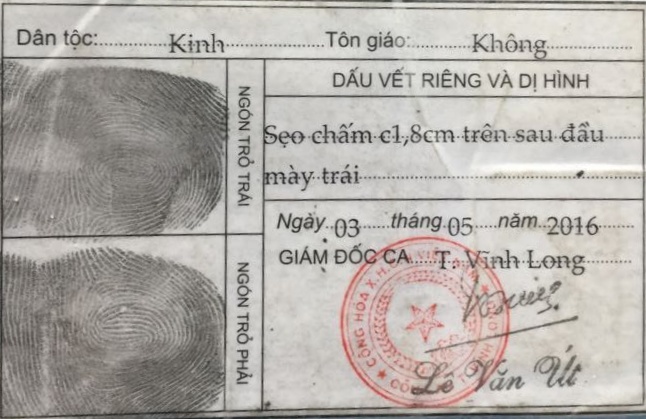 Dân tộc: Kinh Tôn giáo: Không
DẤU VẾT RIÊNG VÀ DỊ HÌNH
NGÓN TRỎ TRÁI
Sẹo chấm c1,8cm trên sau đầu
mày trái
Ngày 03 tháng 05 năm 2016
GIÁM ĐỐC CA T. Vĩnh Long
NGÓN TRỎ PHẢI
CỘNG HÒA X.H.
Lê Văn Út